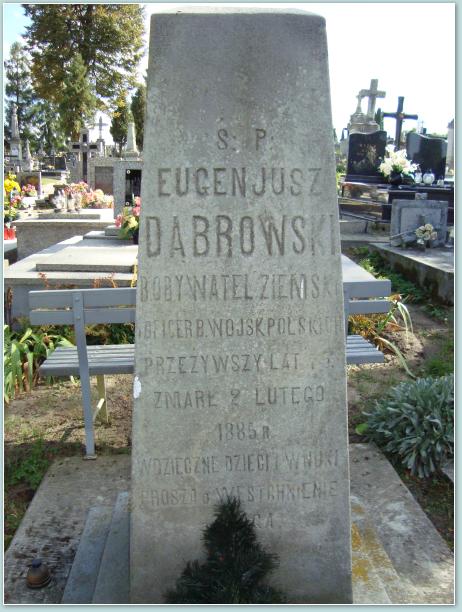 Ś. P.
EUGENJUSZ
DĄBROWSKI
B.OBYWATEL ZIEMSKI
I OFICER B. WOJSK POLSKICH
PRZEŻYWSZY LAT
ZMARŁ 2 LUTEGO
1885 R
WDZIĘCZNE DZIECI I WNUKI
PROSZĄ O WESTCHNIENIE